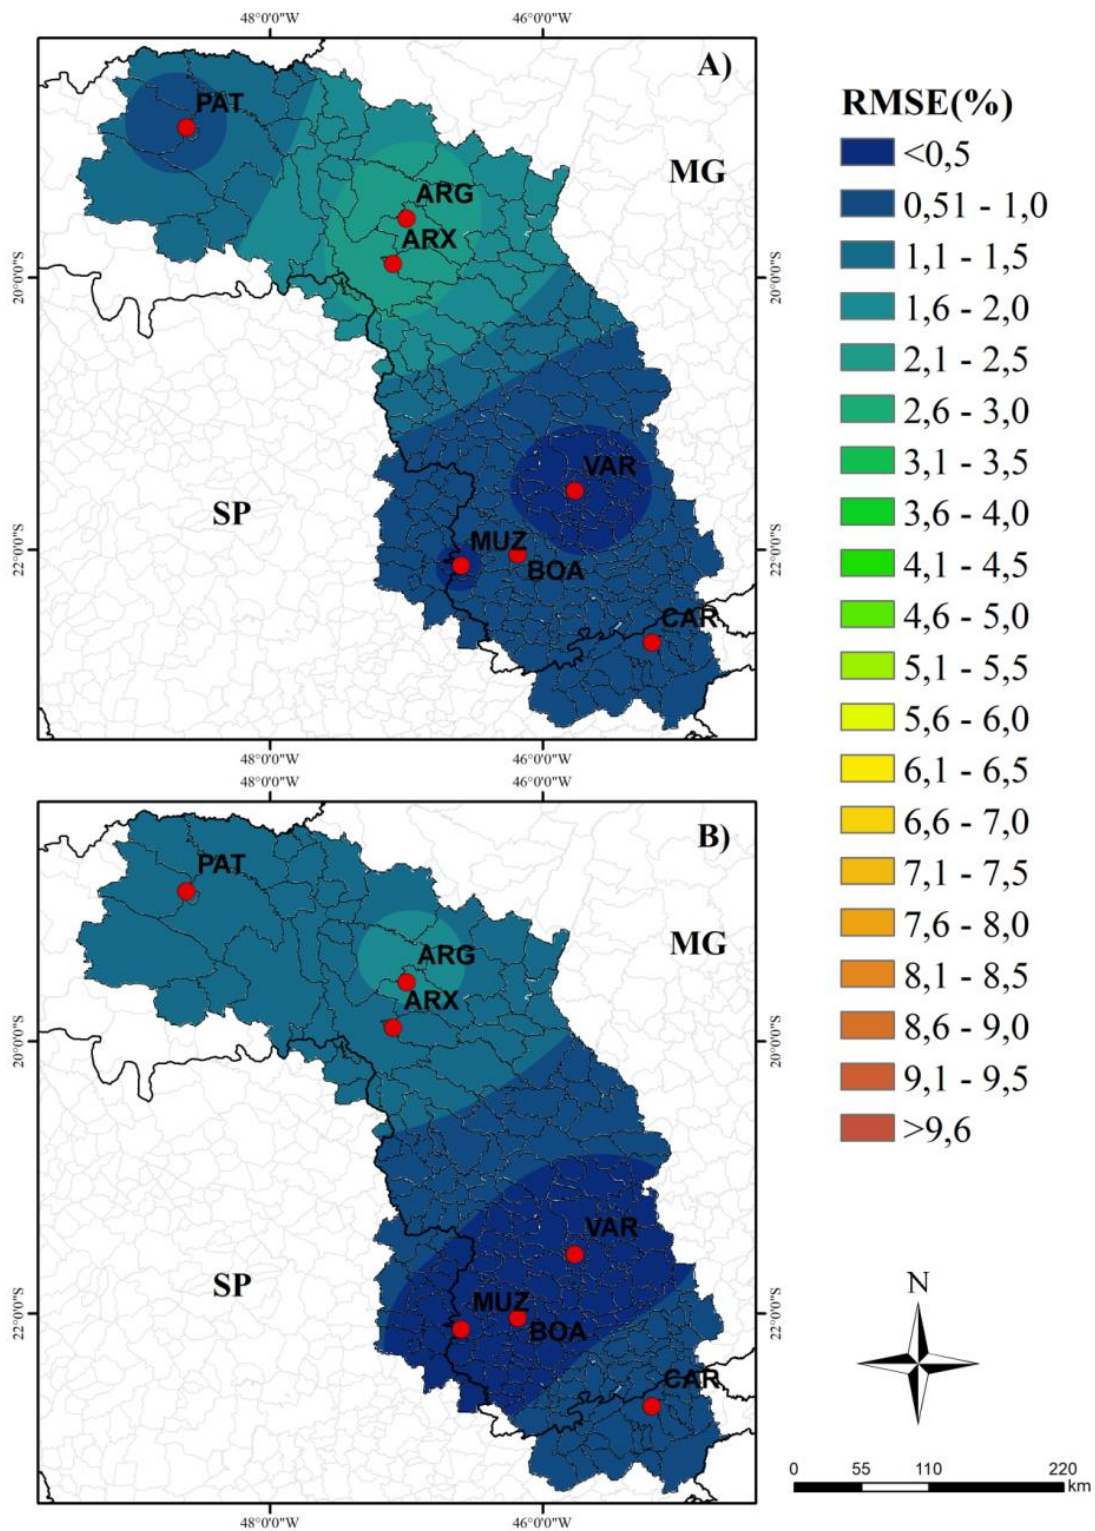 48°0'0"W 46°0'0"W
A)
PAT
MG
ARG
ARX
20°0'0"S 20°0'0"S
VAR
SP
MUZ
22°0'0"S 22°0'0"S
BOA
CAR
48°0'0"W 46°0'0"W
B)
PAT
MG
ARG
ARX
20°0'0"S 20°0'0"S
VAR
SP
MUZ
22°0'0"S 22°0'0"S
BOA
CAR
48°0'0"W 46°0'0"W
RMSE(%)
<0,5
0,51 - 1,0
1,1 - 1,5
1,6 - 2,0
2,1 - 2,5
2,6 - 3,0
3,1 - 3,5
3,6 - 4,0
4,1 - 4,5
4,6 - 5,0
5,1 - 5,5
5,6 - 6,0
6,1 - 6,5
6,6 - 7,0
7,1 - 7,5
7,6 - 8,0
8,1 - 8,5
8,6 - 9,0
9,1 - 9,5
>9,6
N
0 55 110 220
km